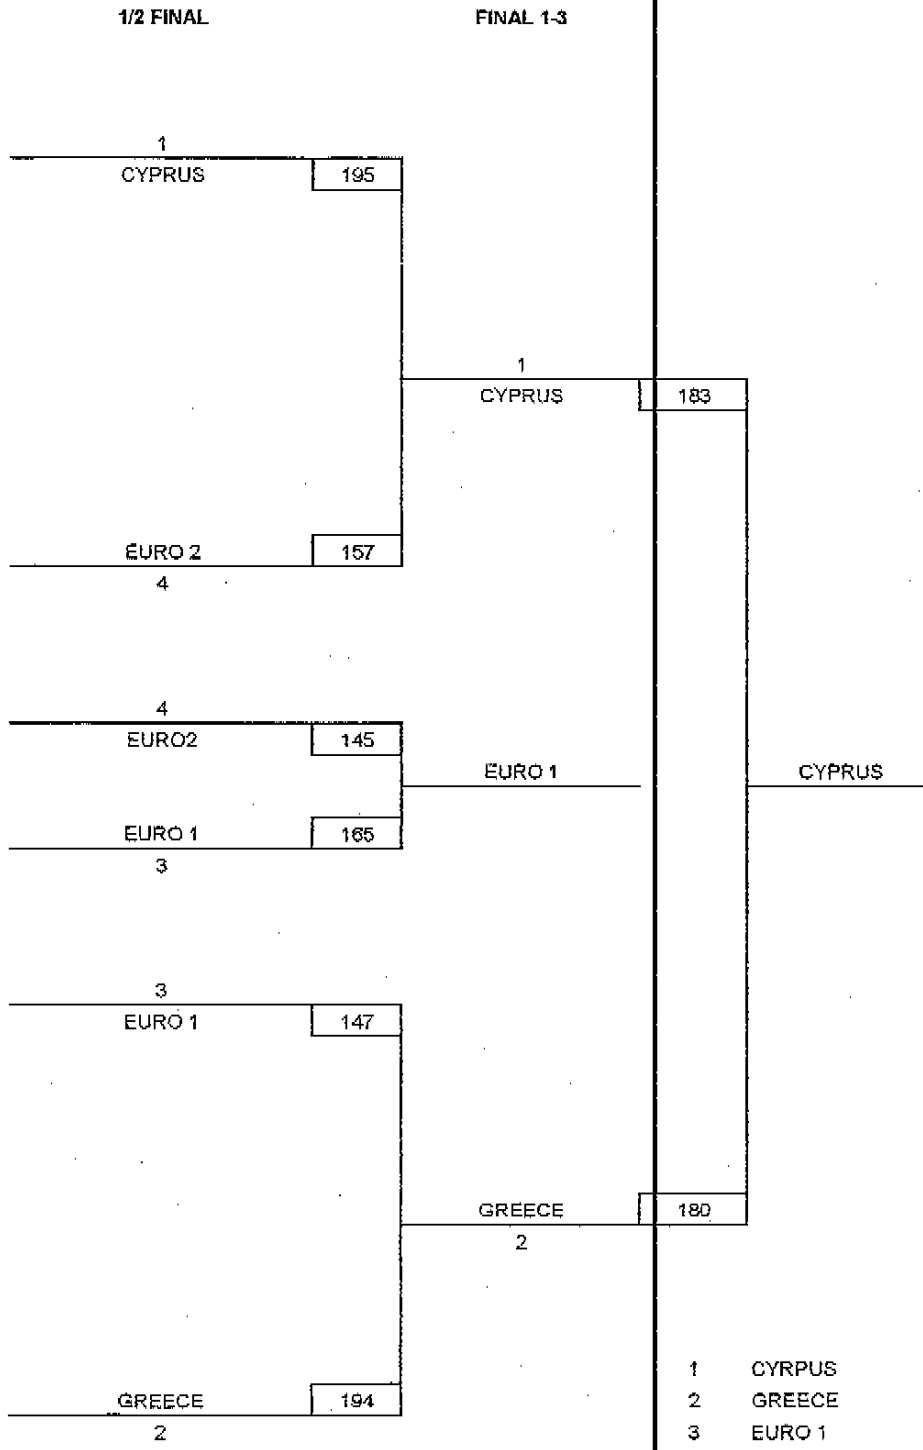 1/2 FINAL FINAL 1-3
1
CYPRUS 195
1
CYPRUS 183
EURO 2 157
4
4
EURO2 145
EURO 1 CYPRUS
EURO 1 165
3
3
EURO 1 147
GREECE 180
2
1 CYRPUS
GREECE 194
2 GREECE
2
3 EURO 1